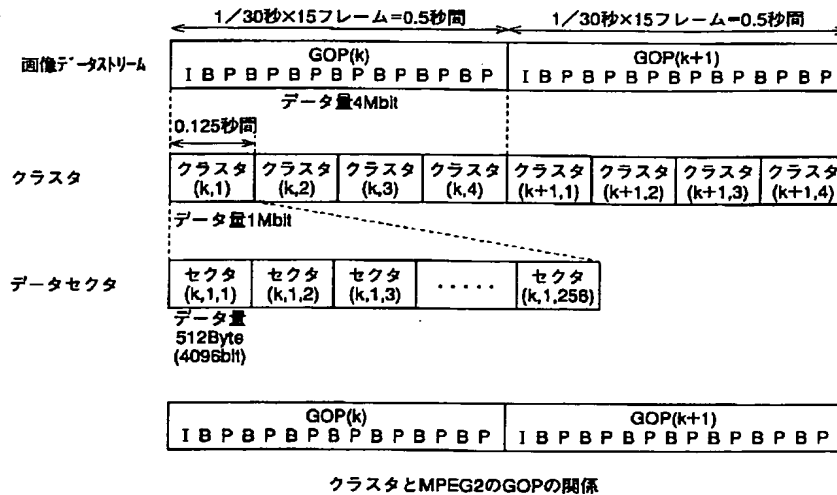 1／30秒×15フレーム=0.5秒間 1／30秒×15フレーム=0.5秒間
画像データストリーム
GOP(k) GOP(k+1)
I B P B P B P B P B P B P B P I B P B P B P B P B P B P B P
データ量4Mbit
0.125秒間
クラスタ
クラスタ クラスタ クラスタ クラスタ クラスタ クラスタ クラスタ クラスタ
(k,1) (k,2) (k,3) (k,4) (k+1,1) (k+1,2) (k+1,3) (k+1,4)
データ量1Mbit
データセクタ
セクタ セクタ セクタ ・・・・・ セクタ
(k,1,1) (k,1,2) (k,1,3) (k,1,256)
データ量
512Byte
(4096bit)
GOP(k) GOP(k+1)
I B P B P B P B P B P B P B P I B P B P B P B P B P B P B P
クラスタとMPEG2のGOPの関係